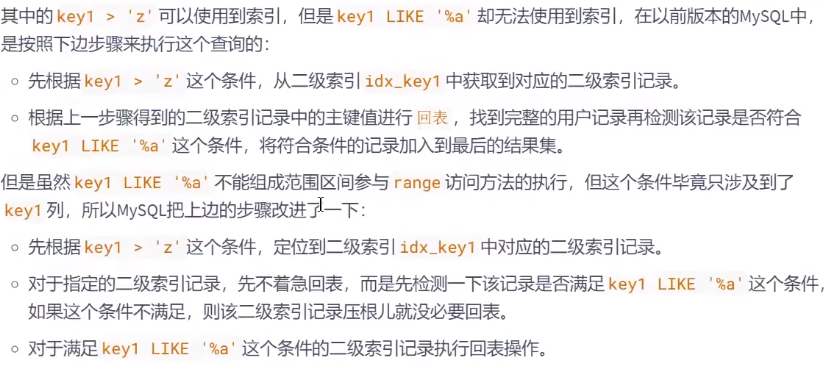 其中的 key1 > 'z' 可以使用到索引，但是 key1 LIKE '%a' 却无法使用到索引，在以前版本的MySQL中，
是按照下边步骤来执行这个查询的：
○ 先根据 key1 > 'z' 这个条件，从二级索引 idx_key1 中获取到对应的二级索引记录。
○ 根据上一步骤得到的二级索引记录中的主键值进行 回表 ，找到完整的用户记录再检测该记录是否符合
key1 LIKE '%a' 这个条件，将符合条件的记录加入到最后的结果集。
但是虽然 key1 LIKE '%a' 不能组成范围区间参与 range 访问方法的执行，但这个条件毕竟只涉及到了
key1 列，所以MySQL把上边的步骤改进了一下：
○ 先根据 key1 > 'z' 这个条件，定位到二级索引 idx_key1 中对应的二级索引记录。
○ 对于指定的二级索引记录，先不着急回表，而是先检测一下该记录是否满足 key1 LIKE '%a' 这个条件，
如果这个条件不满足，则该二级索引记录压根儿就没必要回表。
○ 对于满足 key1 LIKE '%a' 这个条件的二级索引记录执行回表操作。